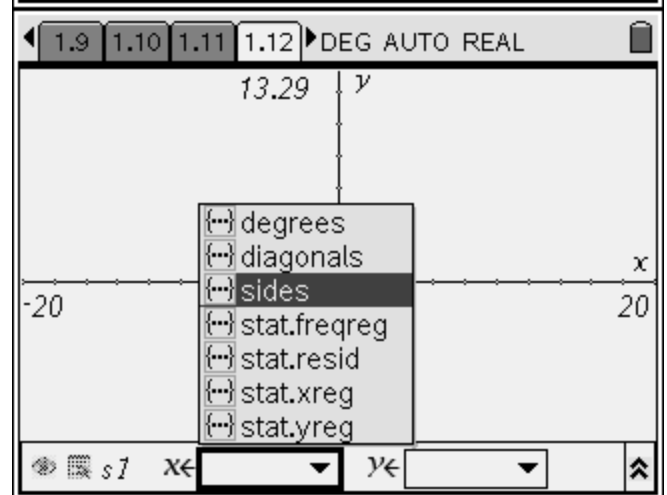 1.9 1.10 1.11 1.12 DEG AUTO REAL
13.29 y
degrees
diagonals
x
sides
-20 20
stat.freqreg
stat.resid
stat.xreg
stat.yreg
s1 x← y←